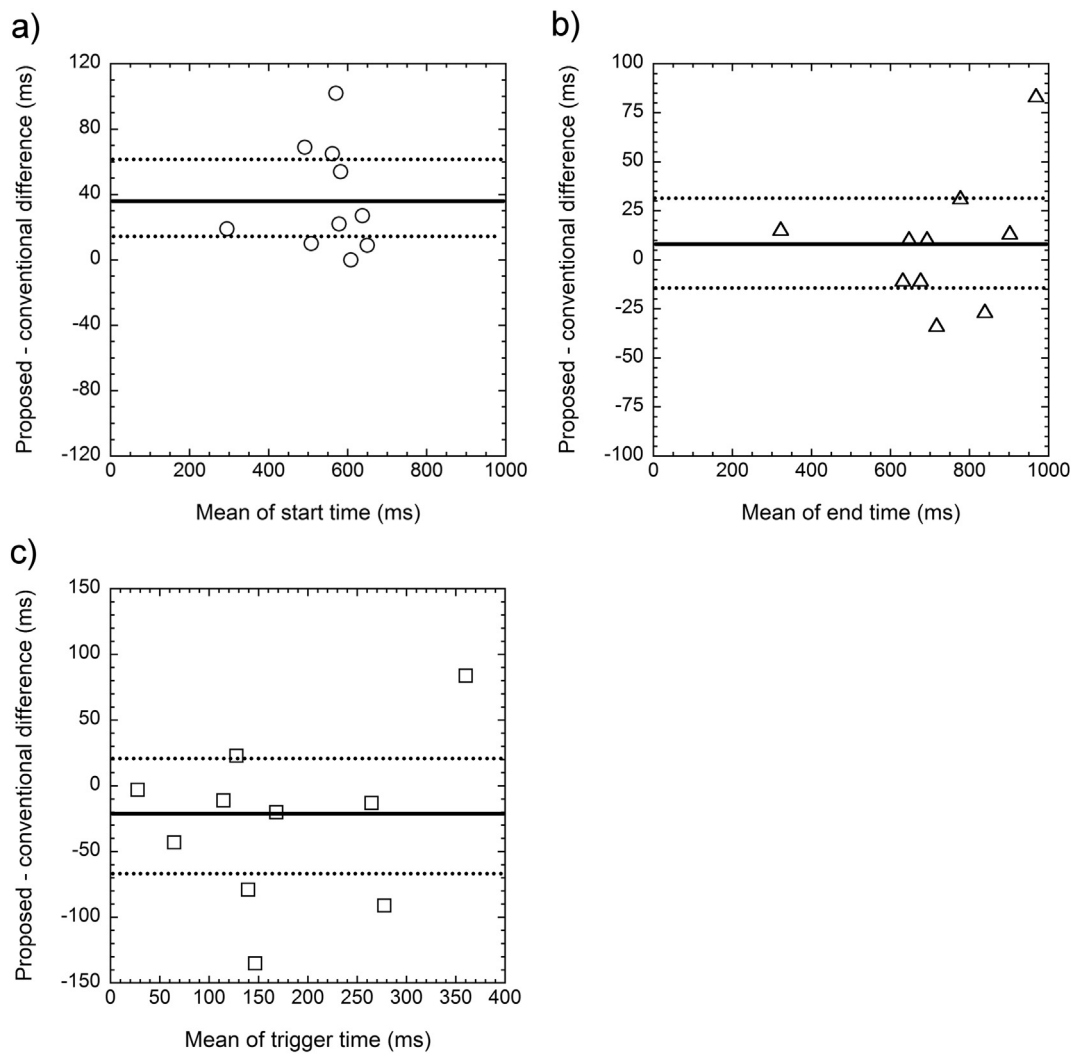 a)
Proposed - conventional difference (ms)
120
80
40
0
-40
-80
-120
0 200 400 600 800 1000
Mean of start time (ms)
b)
Proposed - conventional difference (ms)
100
75
50
25
0
-25
-50
-75
-100
0 200 400 600 800 1000
Mean of end time (ms)
c)
Proposed - conventional difference (ms)
150
100
50
0
-50
-100
-150
0 50 100 150 200 250 300 350 400
Mean of trigger time (ms)